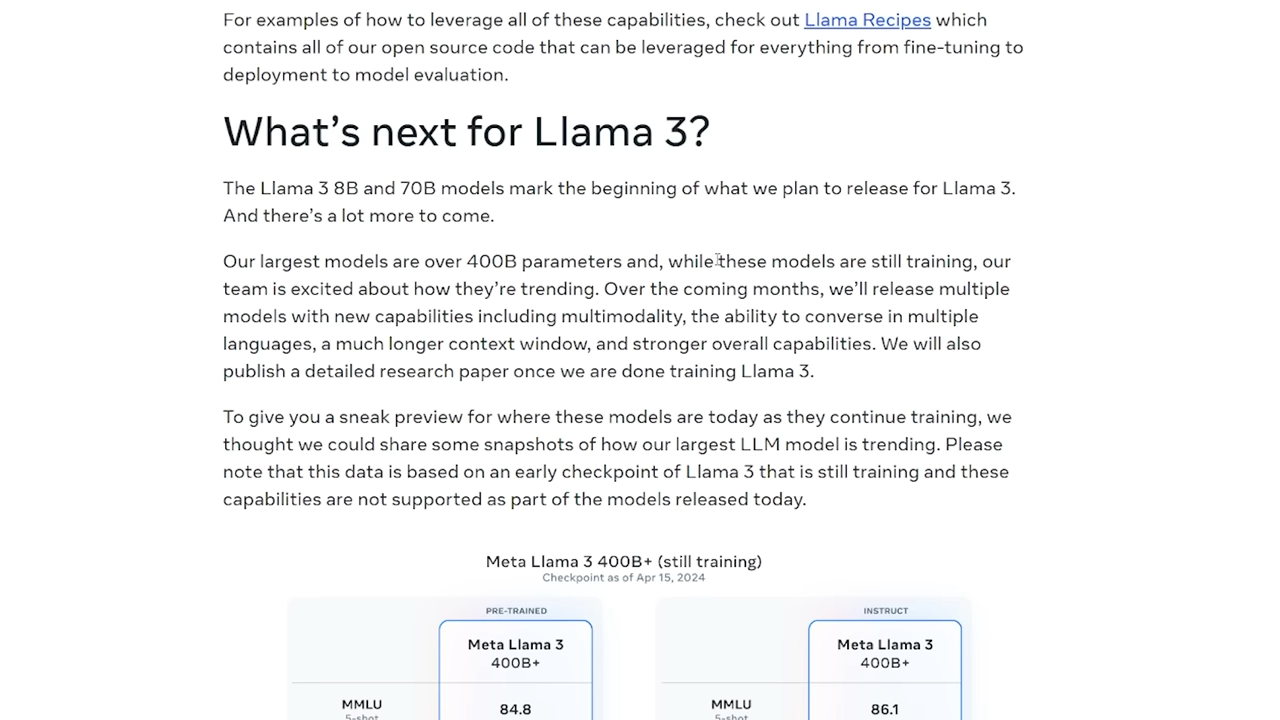 For examples of how to leverage all of these capabilities, check out Llama Recipes which
contains all of our open source code that can be leveraged for everything from fine-tuning to
deployment to model evaluation.
What's next for Llama 3?
The Llama 3 8B and 70B models mark the beginning of what we plan to release for Llama 3.
And there's a lot more to come.
Our largest models are over 400B parameters and, while these models are still training, our
team is excited about how they're trending. Over the coming months, we'll release multiple
models with new capabilities including multimodality, the ability to converse in multiple
languages, a much longer context window, and stronger overall capabilities. We will also
publish a detailed research paper once we are done training Llama 3.
To give you a sneak preview for where these models are today as they continue training, we
thought we could share some snapshots of how our largest LLM model is trending. Please
note that this data is based on an early checkpoint of Llama 3 that is still training and these
capabilities are not supported as part of the models released today.
Meta Llama 3 400B+ (still training)
Checkpoint as of Apr 15, 2024
PRE-TRAINED
Meta Llama 3
400B+
MMLU
5-shot
84.8
INSTRUCT
Meta Llama 3
400B+
MMLU
5-shot
86.1